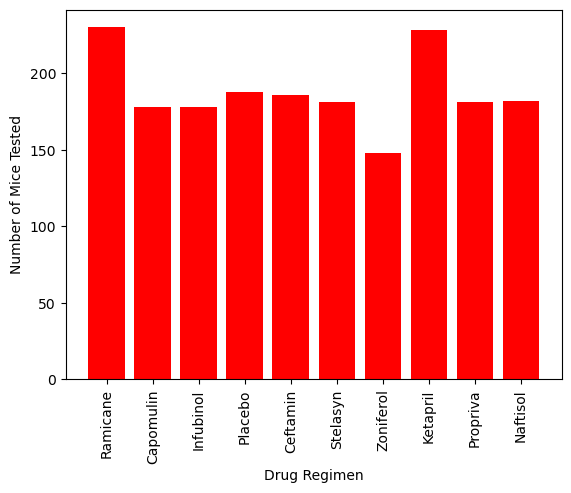 Number of Mice Tested
200
150
100
50
0
Ramicane
Capomulin
Infubinol
Placebo
Ceftamin
Stelasyn
Zoniferol
Ketapril
Propriva
Naftisol
Drug Regimen